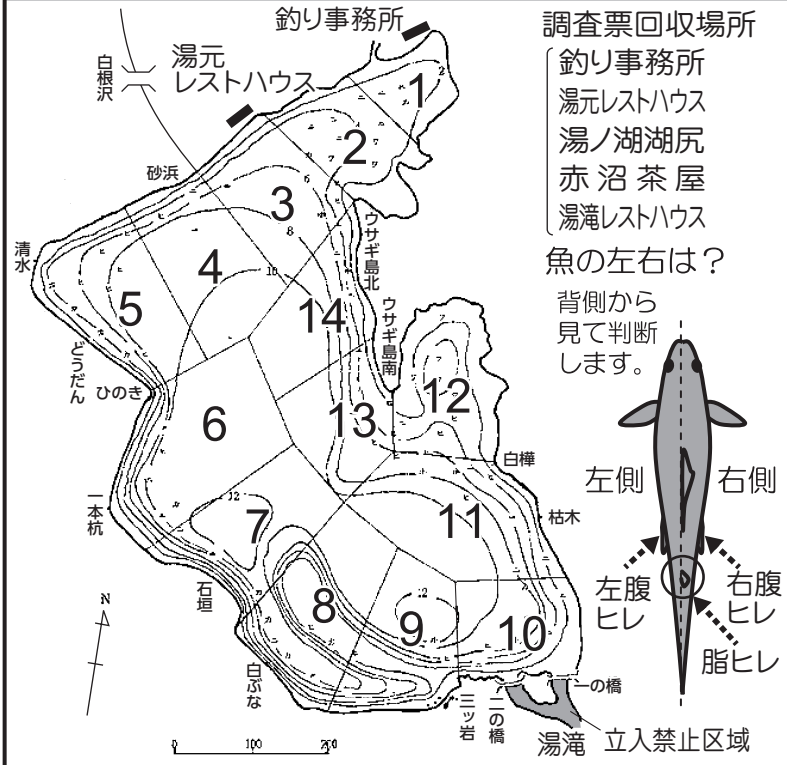 釣り事務所
湯元
レストハウス
白根沢
砂浜
清水
どうだん
ひのき
一本杭
石垣
白ぶな
ウサギ島北
ウサギ島南
白樺
枯木
1
2
3
4
5
6
7
8
9
10
11
12
13
14
2
6
8
10
12
12
N
0 100 200
三ッ岩
二の橋
一の橋
湯滝
立入禁止区域
調査票回収場所
釣り事務所
湯元レストハウス
湯ノ湖湖尻
赤沼茶屋
湯滝レストハウス
魚の左右は？
背側から
見て判断
します。
左側
右側
左腹
ヒレ
右腹
ヒレ
脂ヒレ